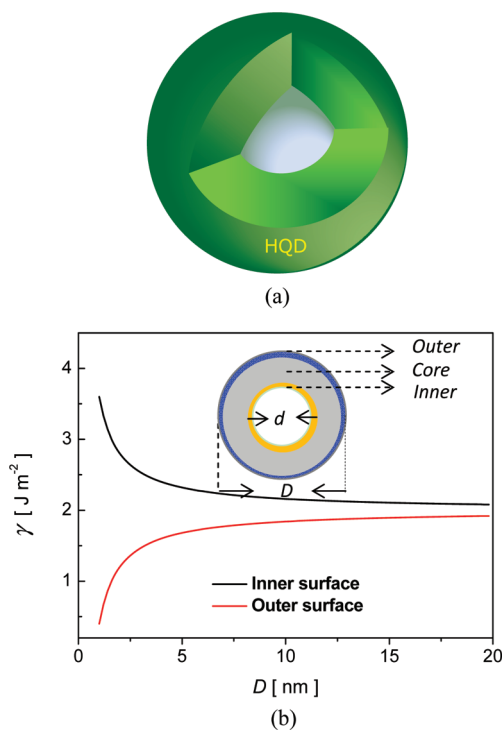 HQD
(a)
Outer
Core
Inner
d
D
4
3
2
1
γ [ J m⁻² ]
Inner surface
Outer surface
0 5 10 15 20
D [ nm ]
(b)